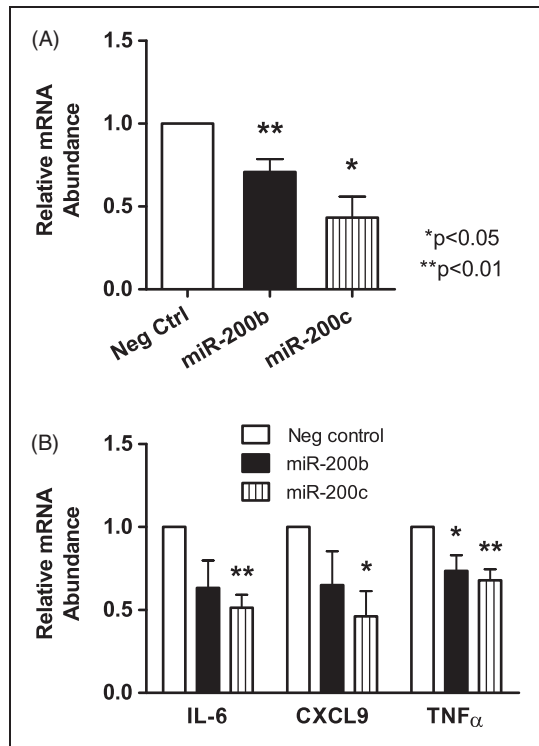 (A)
1.5
1.0
0.5
0.0
Relative mRNA
Abundance
**
*
*p<0.05
**p<0.01
Neg Ctrl
miR-200b
miR-200c
(B)
1.5
1.0
0.5
0.0
Relative mRNA
Abundance
Neg control
miR-200b
miR-200c
**
*
*
**
IL-6
CXCL9
TNFα